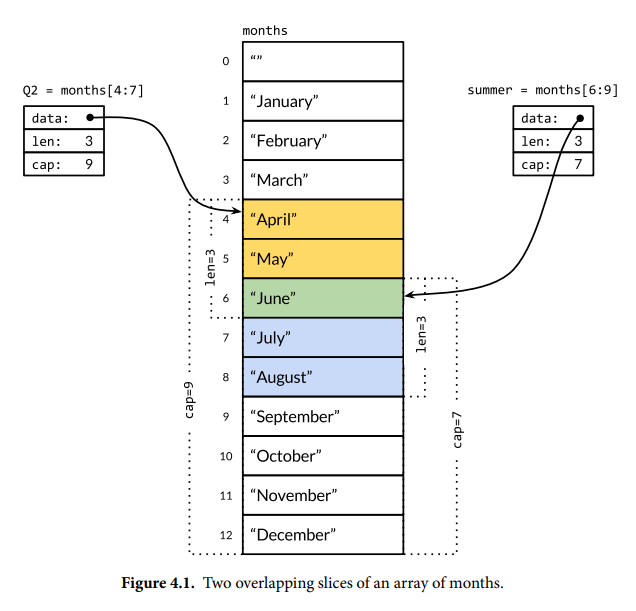 months
0 “”
1 “January”
2 “February”
3 “March”
4 “April”
5 “May”
6 “June”
7 “July”
8 “August”
9 “September”
10 “October”
11 “November”
12 “December”
Q2 = months[4:7]
data:
len: 3
cap: 9
len=3
cap=9
summer = months[6:9]
data:
len: 3
cap: 7
len=3
cap=7
Figure 4.1. Two overlapping slices of an array of months.